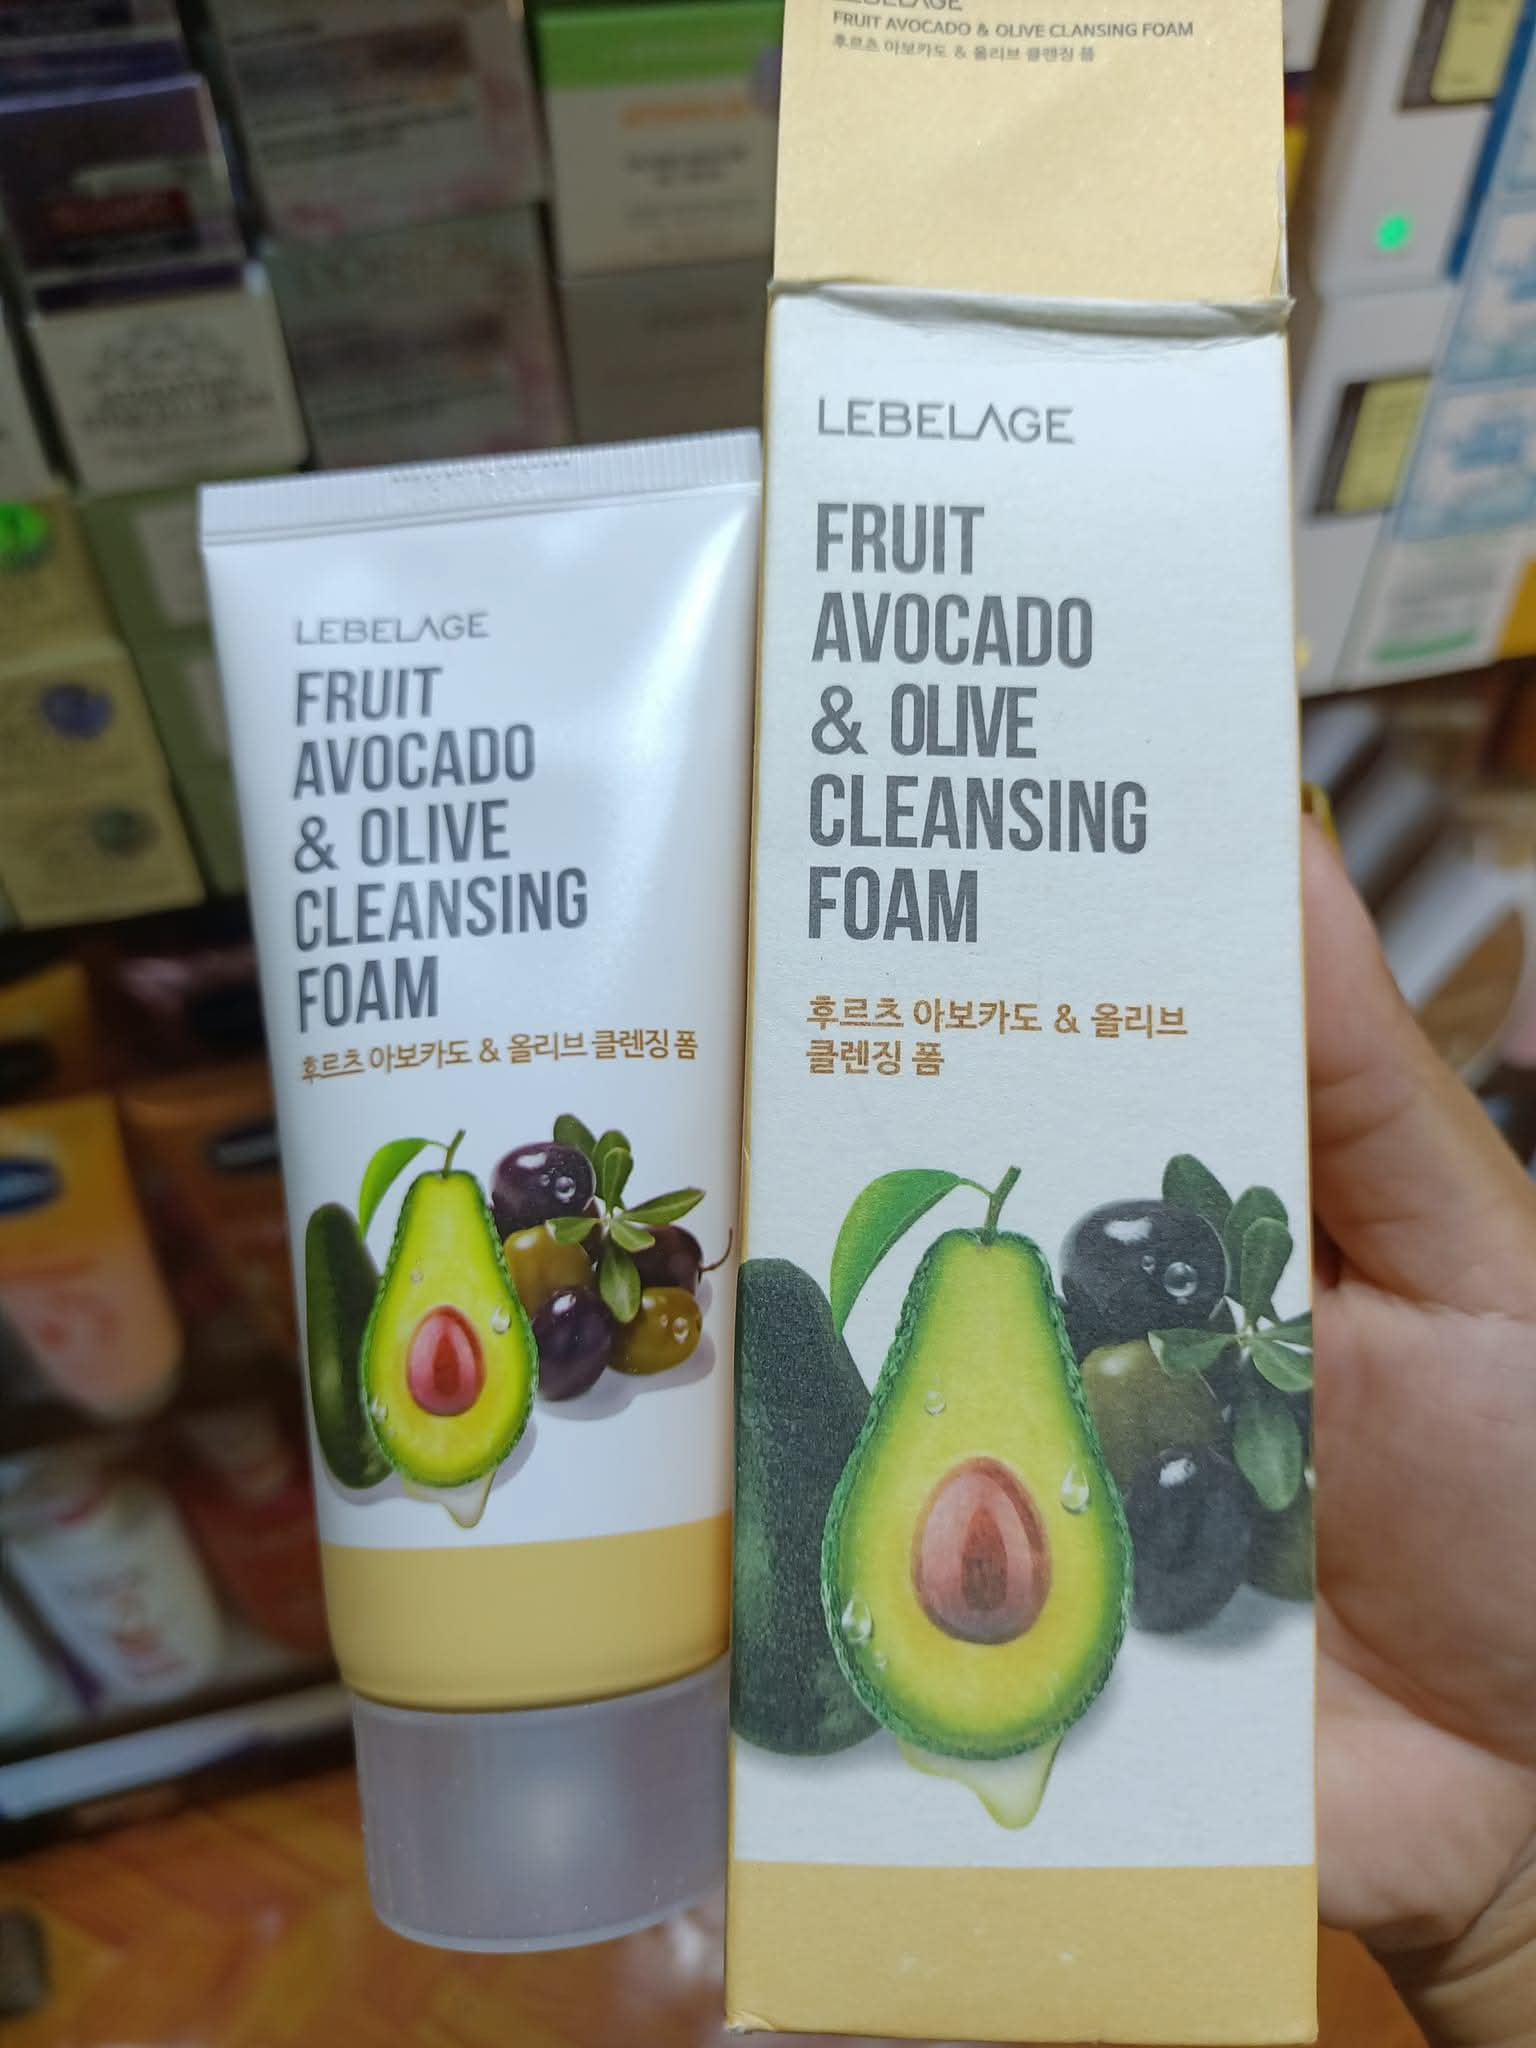 FRUIT AVOCADO & OLIVE CLANSING FOAM
후르츠 아보카도 & 올리브 클렌징 폼
LEBELAGE
FRUIT
AVOCADO
& OLIVE
CLEANSING
FOAM
후르츠 아보카도 & 올리브 클렌징 폼
LEBELAGE
FRUIT
AVOCADO
& OLIVE
CLEANSING
FOAM
후르츠 아보카도 & 올리브
클렌징 폼